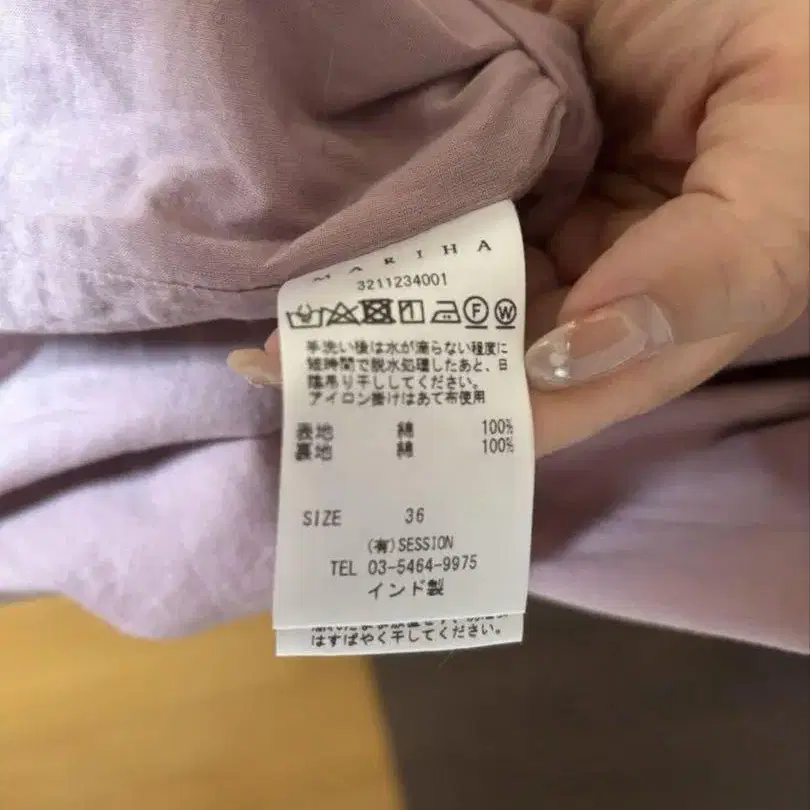 MARIHA
3211234001
F W
手洗い後は水が滴らない程度に
短時間で脱水処理したあと、日
陰吊り干ししてください。
アイロン掛けはあて布使用
表地 綿 100%
裏地 綿 100%
SIZE 36
(有)SESSION
TEL 03-5464-9975
インド製
はすばやく干してください。